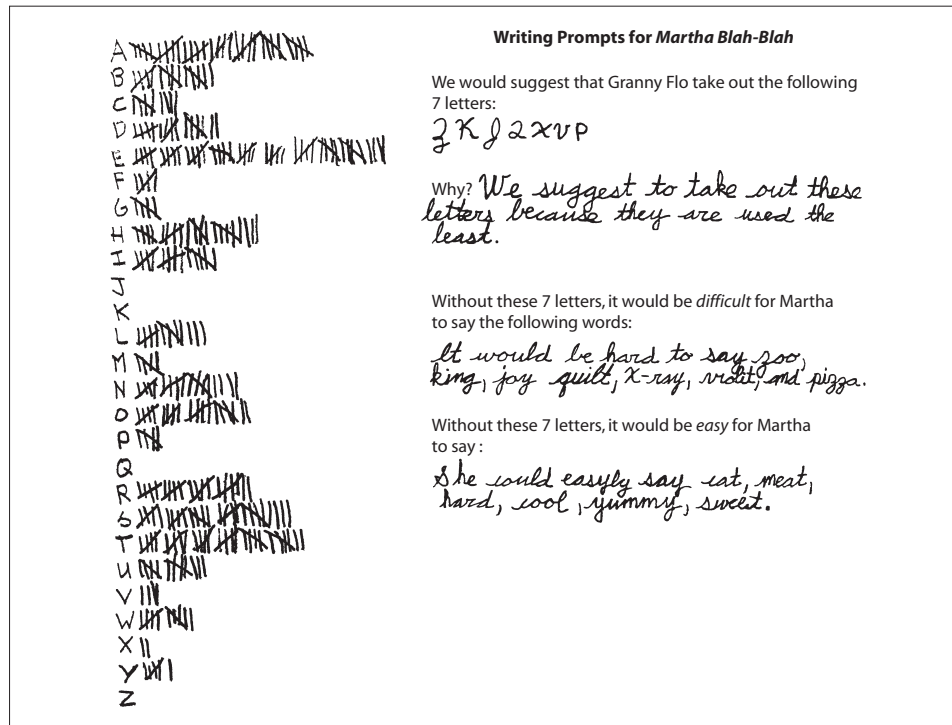 A
B
C
D
E
F
G
H
I
J
K
L
M
N
O
P
Q
R
S
T
U
V
W
X
Y
Z
Writing Prompts for Martha Blah-Blah
We would suggest that Granny Flo take out the following
7 letters:
Z K J Q X V P
Why? We suggest to take out these
letters because they are used the
least.
Without these 7 letters, it would be difficult for Martha
to say the following words:
It would be hard to say zoo,
king, joy quilt, X-ray, violit, and pizza.
Without these 7 letters, it would be easy for Martha
to say :
She could easyly say cat, meat,
hard, cool, yummy, sweet.